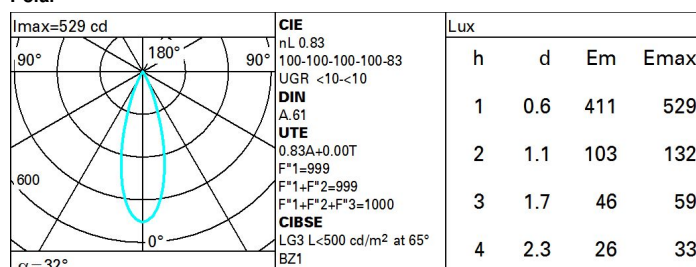 Imax=529 cd
90° 180° 90°
600
0°
α=32°
CIE
nL 0.83
100-100-100-100-83
UGR <10-<10
DIN
A.61
UTE
0.83A+0.00T
F"1=999
F"1+F"2=999
F"1+F"2+F"3=1000
CIBSE
LG3 L<500 cd/m² at 65°
BZ1
Lux
h d Em Emax
1 0.6 411 529
2 1.1 103 132
3 1.7 46 59
4 2.3 26 33